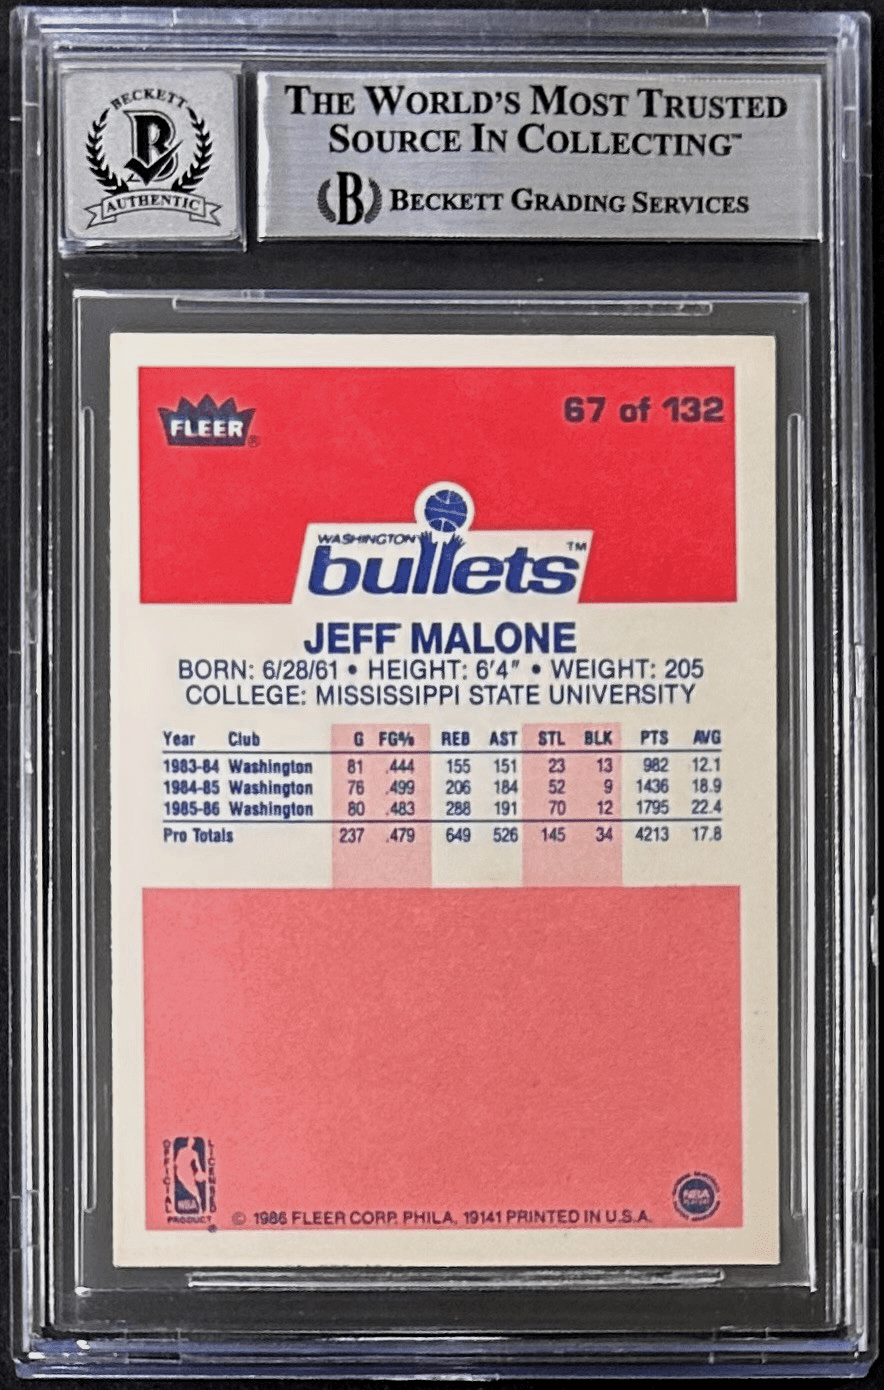 BECKETT
AUTHENTIC
THE WORLD'S MOST TRUSTED
SOURCE IN COLLECTING™
B BECKETT GRADING SERVICES
FLEER®
67 of 132
WASHINGTON
bullets™
JEFF MALONE
BORN: 6/28/61 • HEIGHT: 6'4" • WEIGHT: 205
COLLEGE: MISSISSIPPI STATE UNIVERSITY
Year Club G FG% REB AST STL BLK PTS AVG
1983-84 Washington 81 .444 155 151 23 13 982 12.1
1984-85 Washington 76 .499 206 184 52 9 1436 18.9
1985-86 Washington 80 .483 288 191 70 12 1795 22.4
Pro Totals 237 .479 649 526 145 34 4213 17.8
OFFICIAL
LICENSED
NBA
PRODUCT
®
© 1986 FLEER CORP. PHILA. 19141 PRINTED IN U.S.A.
NBA
PLAYERS